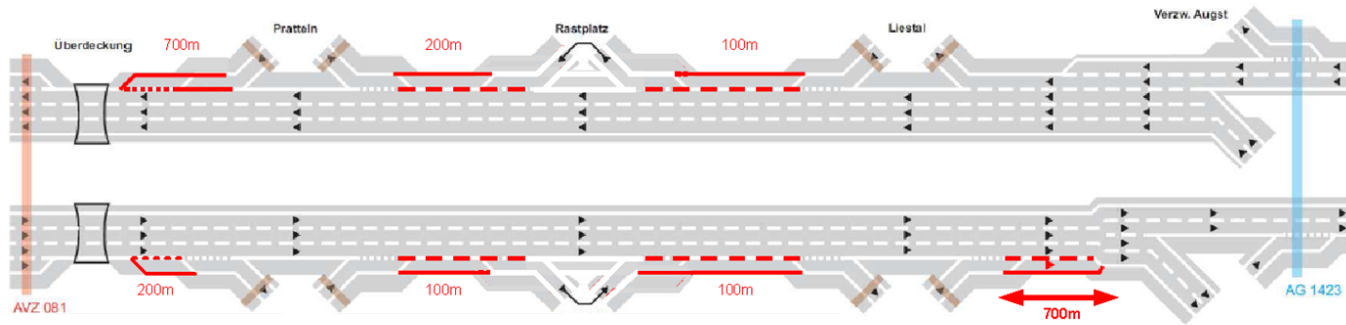 Verzw. Augst
Pratteln
Rastplatz
Liestal
Überdeckung
700m
200m
100m
200m
100m
100m
700m
AVZ 081
AG 1423